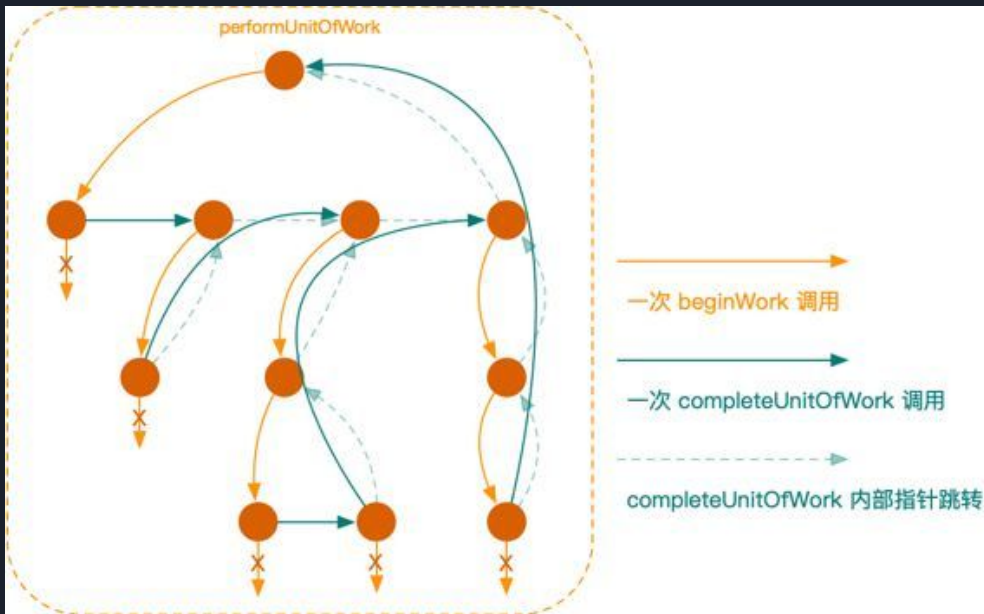 performUnitOfWork
一次 beginWork 调用
一次 completeUnitOfWork 调用
completeUnitOfWork 内部指针跳转